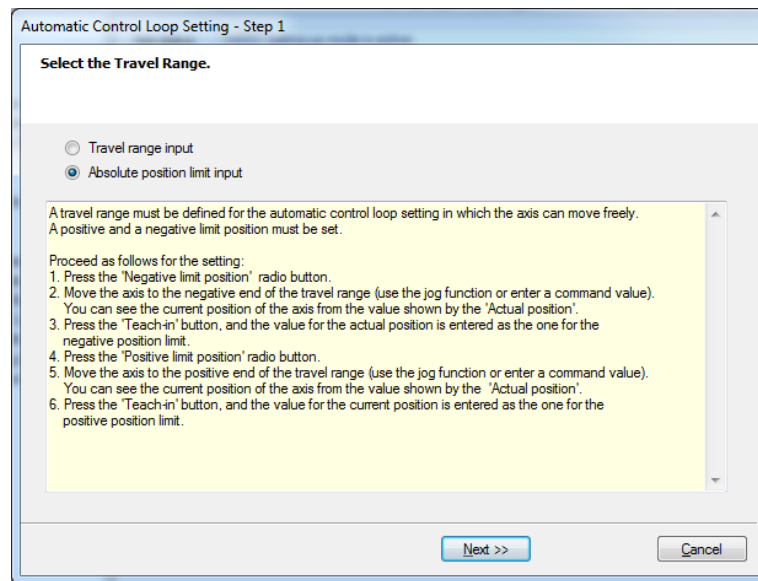 Automatic Control Loop Setting - Step 1
Select the Travel Range.
Travel range input
Absolute position limit input
A travel range must be defined for the automatic control loop setting in which the axis can move freely.
A positive and a negative limit position must be set.
Proceed as follows for the setting:
1. Press the 'Negative limit position' radio button.
2. Move the axis to the negative end of the travel range (use the jog function or enter a command value).
You can see the current position of the axis from the value shown by the 'Actual position'.
3. Press the 'Teach-in' button, and the value for the actual position is entered as the one for the
negative position limit.
4. Press the 'Positive limit position' radio button.
5. Move the axis to the positive end of the travel range (use the jog function or enter a command value).
You can see the current position of the axis from the value shown by the 'Actual position'.
6. Press the 'Teach-in' button, and the value for the current position is entered as the one for the
positive position limit.
Next >>
Cancel